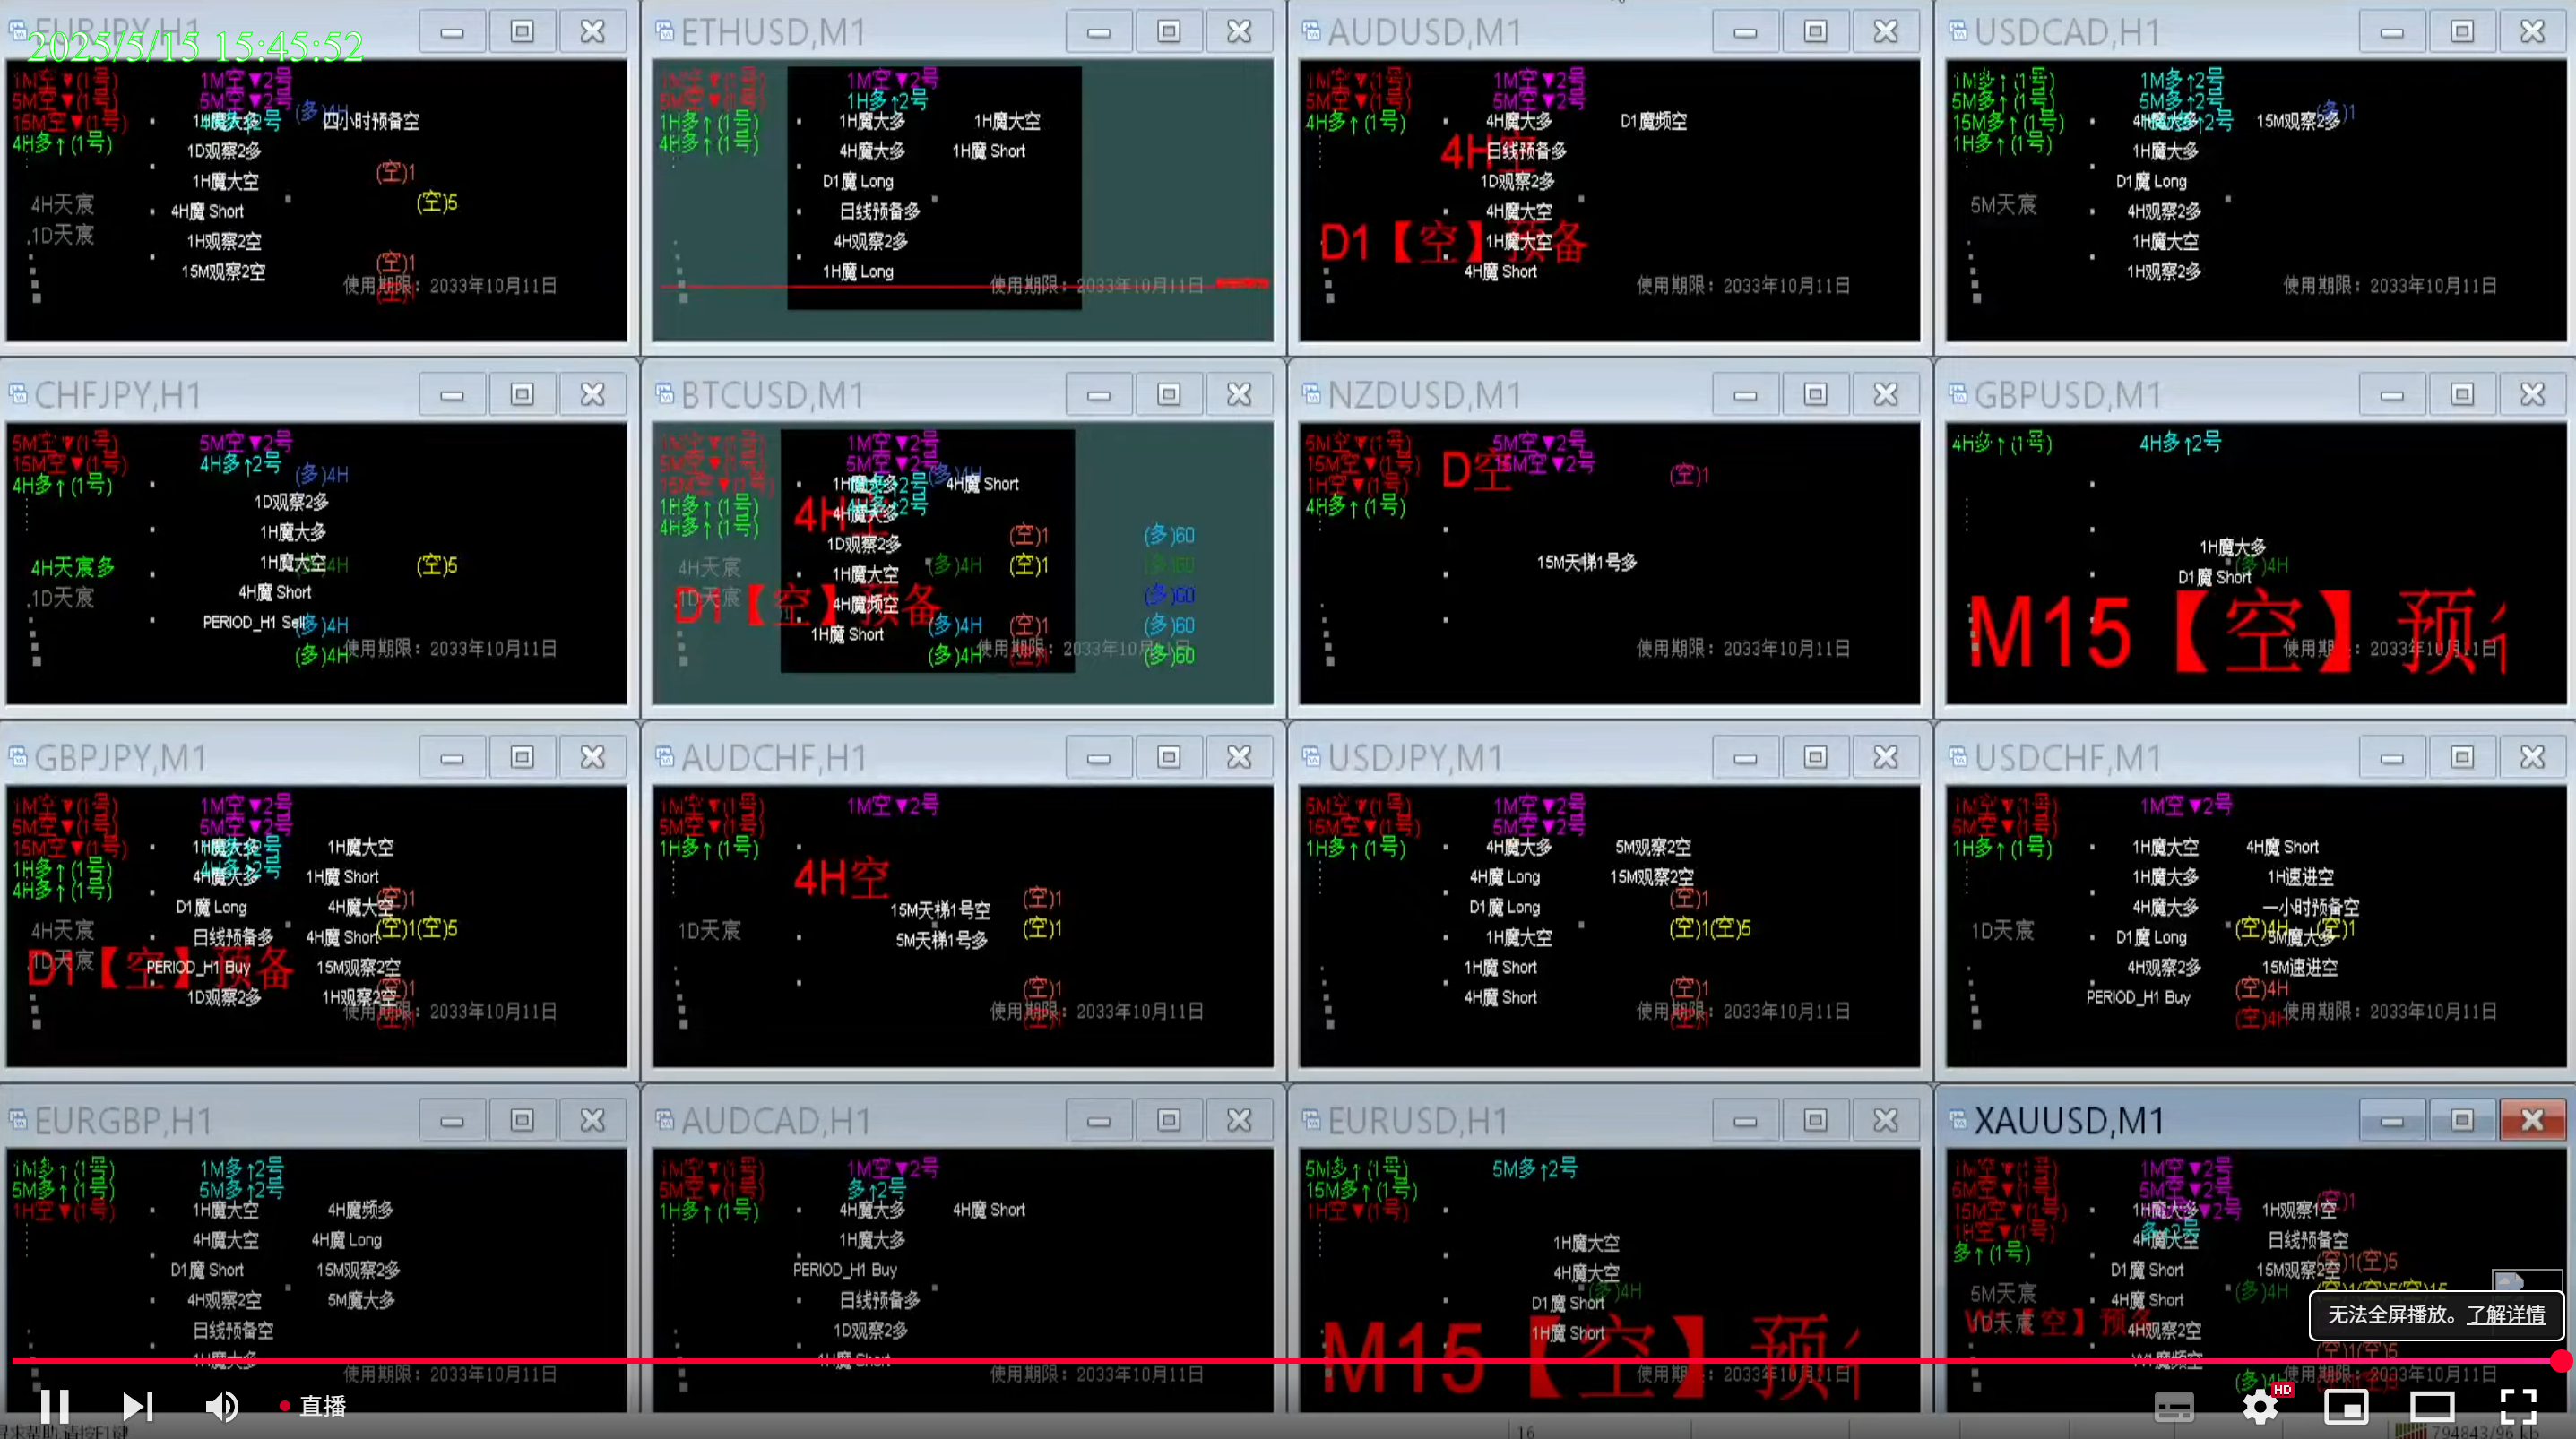 EURJPY,H1
2025/5/15 15:45:52
1M空▼(1号)
5M空▼(1号)
15M空▼(1号)
4H多↑(1号)
1M空▼2号
5M空▼2号
(多)4H
四小时预备空
1D观察2多
1H魔大空
4H魔 Short
1H观察2空
15M观察2空
4H天宸
1D天宸
(空)1
(空)5
(空)1
使用期限：2033年10月11日
ETHUSD,M1
1M空▼(1号)
5M空▼(1号)
1H多↑(1号)
4H多↑(1号)
1M空▼2号
1H多↑2号
1H魔大多
1H魔大空
4H魔大多
1H魔 Short
D1魔 Long
日线预备多
4H观察2多
1H魔 Long
使用期限：2033年10月11日
AUDUSD,M1
1M空▼(1号)
5M空▼(1号)
4H多↑(1号)
1M空▼2号
5M空▼2号
4H魔大多
D1魔频空
4H空
日线预备多
1D观察2多
4H魔大空
D1【空】预备
1H魔大空
4H魔 Short
使用期限：2033年10月11日
USDCAD,H1
1M多↑(1号)
5M多↑(1号)
15M多↑(1号)
1H多↑(1号)
1M多↑2号
5M多↑2号
15M观察2多
(多)1
1H魔大多
D1魔 Long
4H观察2多
1H魔大空
1H观察2多
5M天宸
使用期限：2033年10月11日
CHFJPY,H1
5M空▼(1号)
15M空▼(1号)
4H多↑(1号)
5M空▼2号
4H多↑2号
(多)4H
1D观察2多
1H魔大多
1H魔大空
4H魔 Short
PERIOD_H1 Sell
4H天宸多
1D天宸
(空)5
(多)4H
(多)4H
使用期限：2033年10月11日
BTCUSD,M1
1M空▼(1号)
5M空▼(1号)
15M空▼(1号)
1H多↑(1号)
4H多↑(1号)
1M空▼2号
5M空▼2号
1H魔大多
4H魔 Short
4H空
4H魔大多
1D观察2多
1H魔大空
4H魔频空
1H魔 Short
4H天宸
1D天宸
D1【空】预备
(空)1
(多)60
(多)4H
(空)1
(多)60
(多)60
(多)4H
(空)1
(多)60
(多)4H
(多)60
使用期限：2033年10月11日
NZDUSD,M1
5M空▼(1号)
15M空▼(1号)
1H空▼(1号)
4H多↑(1号)
5M空▼2号
15M空▼2号
D空
(空)1
15M天梯1号多
使用期限：2033年10月11日
GBPUSD,M1
4H多↑(1号)
4H多↑2号
1H魔大多
(多)4H
D1魔 Short
M15【空】预
使用期限：2033年10月11日
GBPJPY,M1
1M空▼(1号)
5M空▼(1号)
15M空▼(1号)
1H多↑(1号)
4H多↑(1号)
1M空▼2号
5M空▼2号
1H魔大多
1H魔大空
4H魔大多
1H魔 Short
D1魔 Long
4H魔大空
日线预备多
4H魔 Short
PERIOD_H1 Buy
15M观察2空
1D观察2多
1H观察2空
4H天宸
1D天宸
D1【空】预备
(空)1
(空)1(空)5
(空)1
使用期限：2033年10月11日
AUDCHF,H1
1M空▼(1号)
5M空▼(1号)
1H多↑(1号)
1M空▼2号
4H空
15M天梯1号空
5M天梯1号多
1D天宸
(空)1
(空)1
(空)1
使用期限：2033年10月11日
USDJPY,M1
5M空▼(1号)
15M空▼(1号)
1H多↑(1号)
1M空▼2号
5M空▼2号
4H魔大多
5M观察2空
4H魔 Long
15M观察2空
D1魔 Long
1H魔大空
1H魔 Short
4H魔 Short
(空)1
(空)1(空)5
(空)1
使用期限：2033年10月11日
USDCHF,M1
1M空▼(1号)
5M空▼(1号)
1H多↑(1号)
1M空▼2号
1H魔大空
4H魔 Short
1H魔大多
1H速进空
4H魔大多
一小时预备空
D1魔 Long
5M魔大多
4H观察2多
15M速进空
PERIOD_H1 Buy
1D天宸
(空)4H
(空)1
(空)4H
(空)4H
使用期限：2033年10月11日
EURGBP,H1
1M多↑(1号)
5M多↑(1号)
1H空▼(1号)
1M多↑2号
5M多↑2号
1H魔大空
4H魔频多
4H魔大空
4H魔 Long
D1魔 Short
15M观察2多
4H观察2空
5M魔大多
日线预备空
1H魔大多
使用期限：2033年10月11日
AUDCAD,H1
1M空▼(1号)
5M空▼(1号)
1H多↑(1号)
1M空▼2号
多↑2号
4H魔大多
4H魔 Short
1H魔大多
PERIOD_H1 Buy
日线预备多
1D观察2多
使用期限：2033年10月11日
EURUSD,H1
5M多↑(1号)
15M多↑(1号)
1H空▼(1号)
5M多↑2号
1H魔大空
4H魔大空
(多)4H
D1魔 Short
1H魔 Short
M15【空】预
使用期限：2033年10月11日
XAUUSD,M1
1M空▼(1号)
5M空▼(1号)
15M空▼(1号)
1H空▼(1号)
多↑(1号)
1M空▼2号
5M空▼2号
1H魔大多
1H观察1空
(空)1
4H魔大空
日线预备空
D1魔 Short
15M观察2空
4H魔 Short
4H观察2空
5M天宸
(空)1(空)5
(多)4H
使用期限：2033年10月11日
无法全屏播放。了解详情
直播
HD
16
794843/96 kb